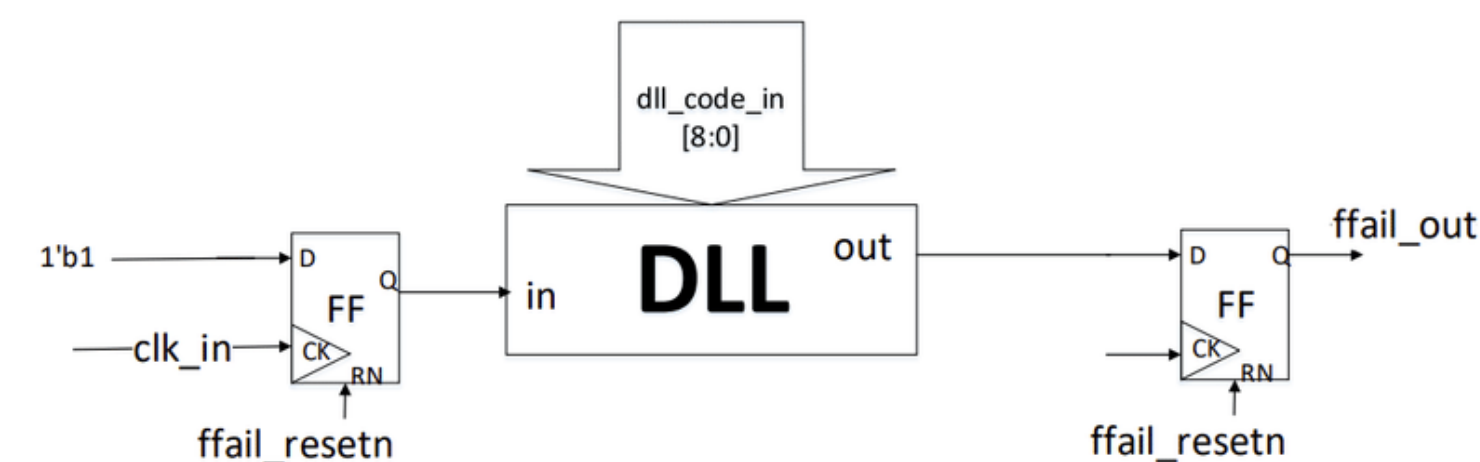 dll_code_in
[8:0]
1'b1
D
Q
FF
clk_in
CK
RN
ffail_resetn
in
DLL
out
D
Q
FF
CK
RN
ffail_resetn
ffail_out